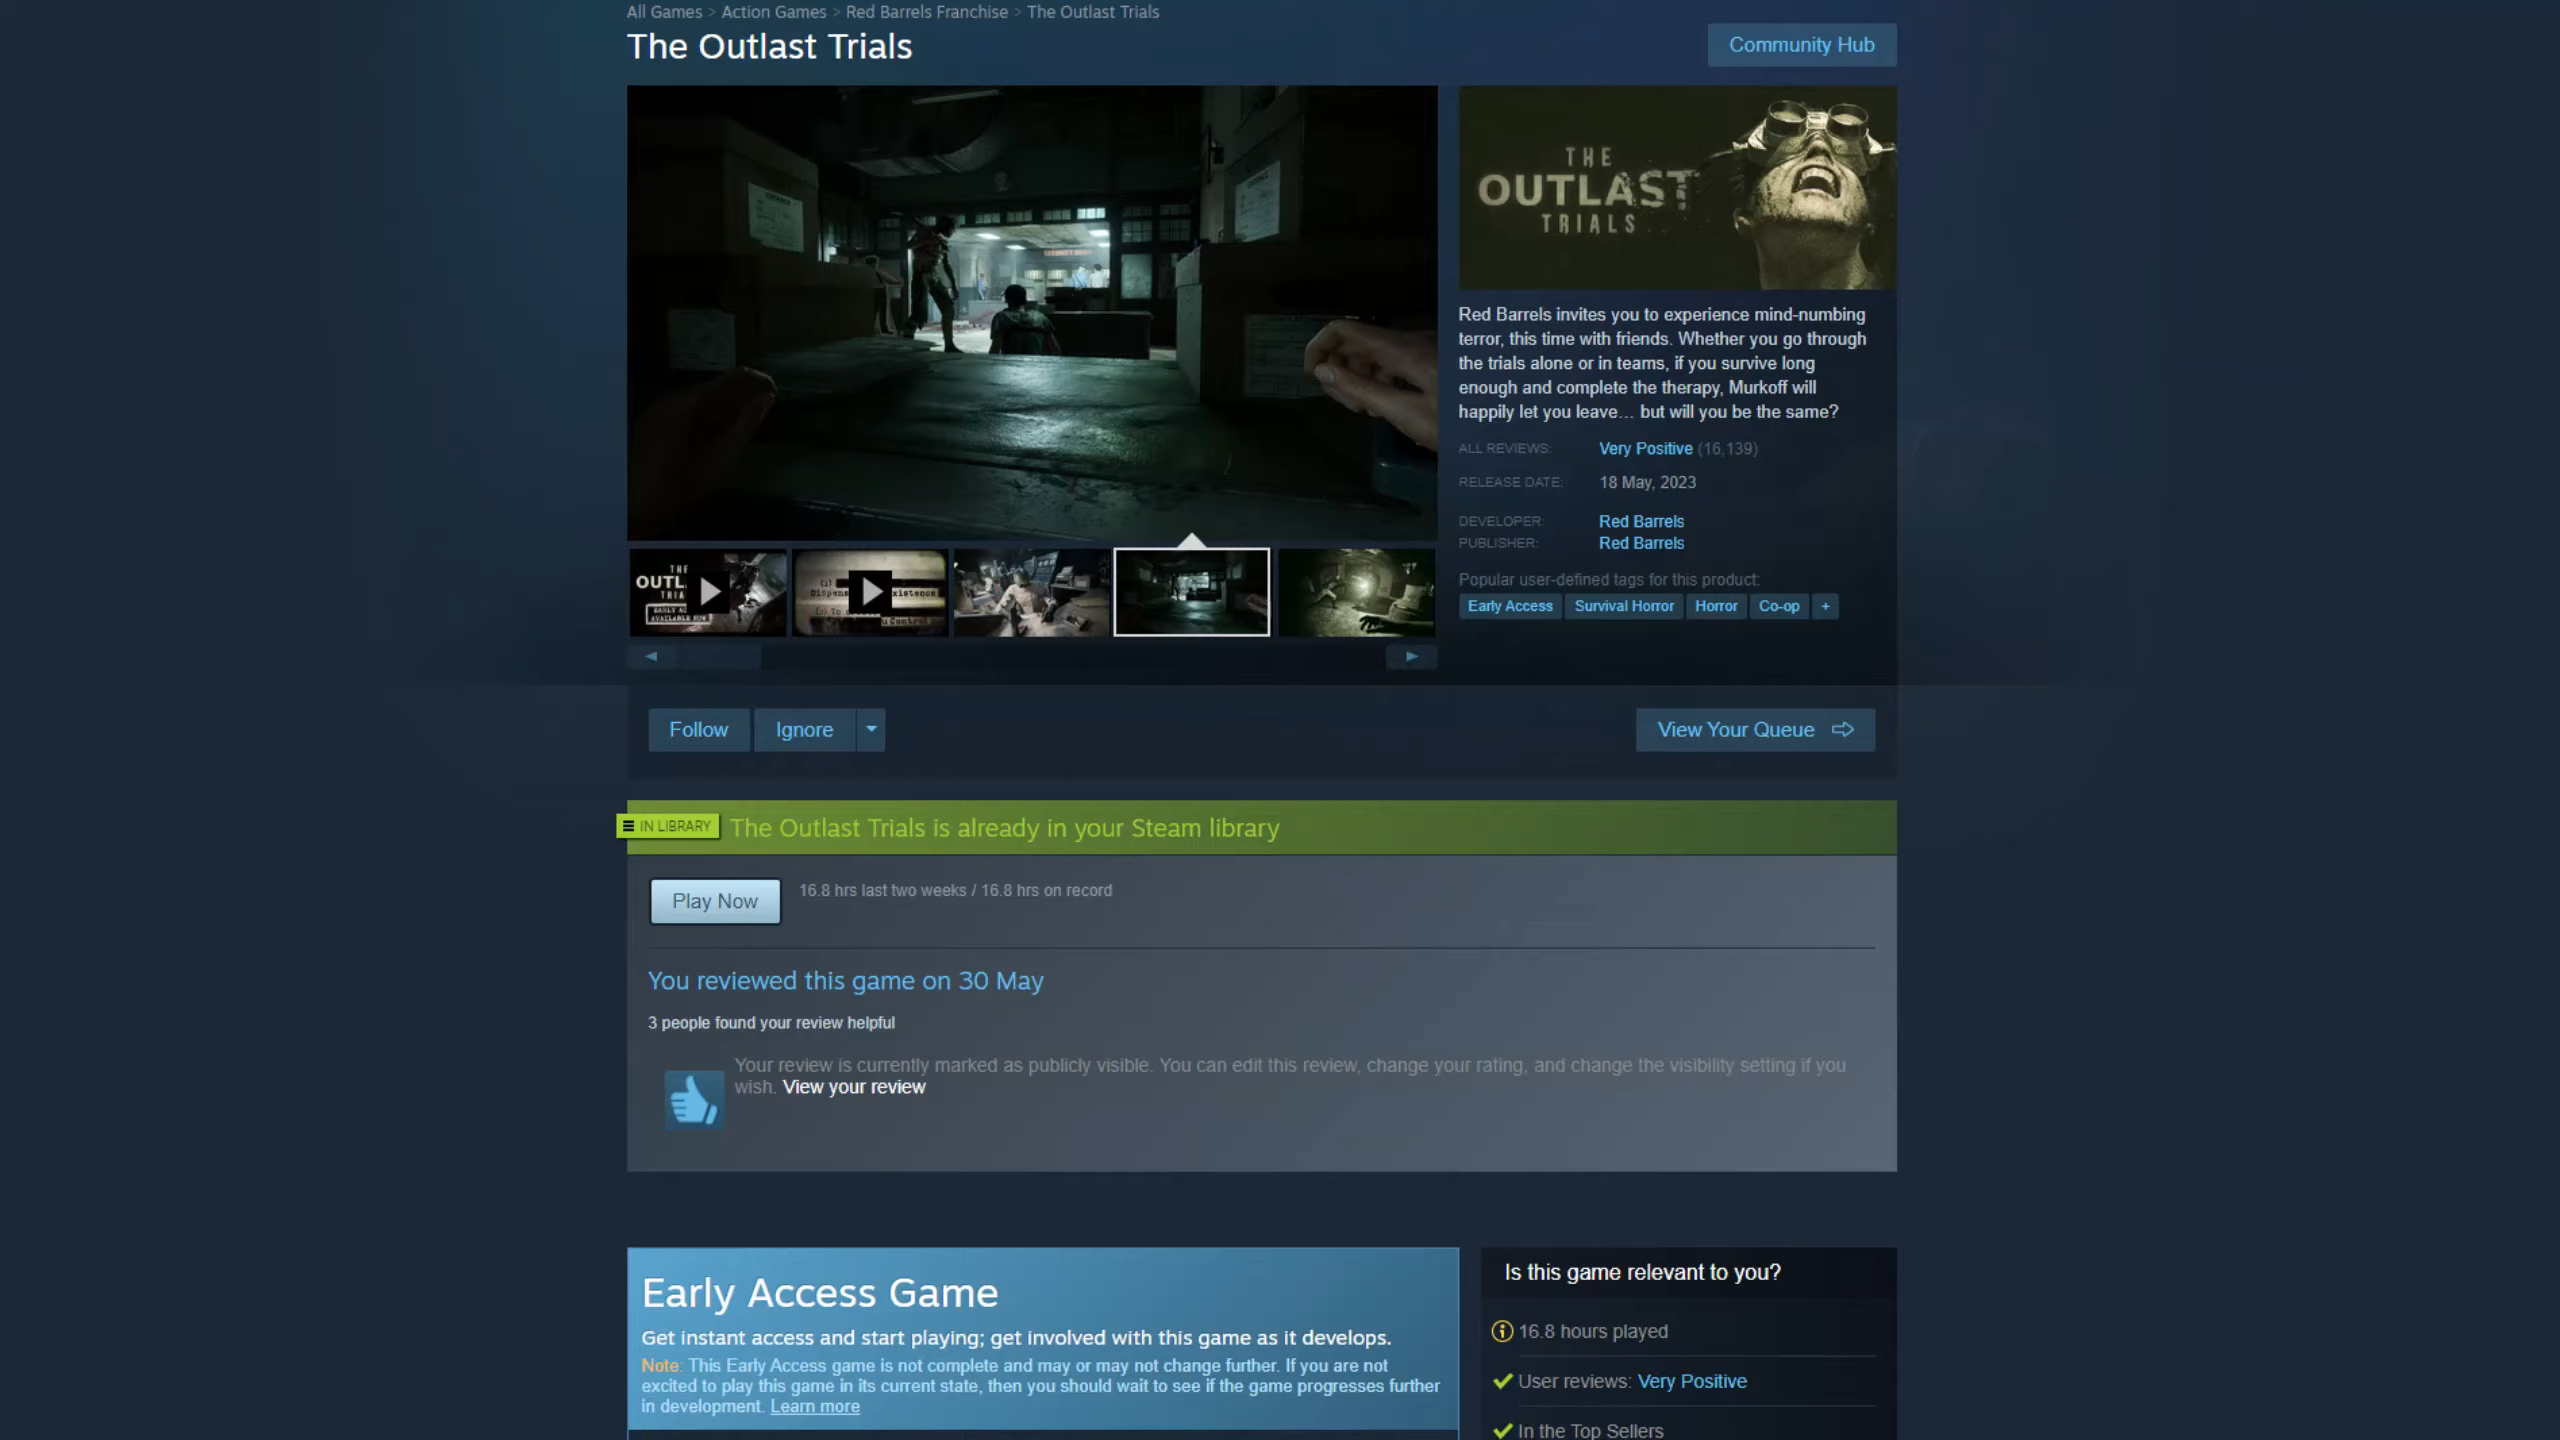 All Games > Action Games > Red Barrels Franchise > The Outlast Trials
The Outlast Trials
Community Hub
THE
OUTLAST
TRIALS
Red Barrels invites you to experience mind-numbing
terror, this time with friends. Whether you go through
the trials alone or in teams, if you survive long
enough and complete the therapy, Murkoff will
happily let you leave… but will you be the same?
ALL REVIEWS: Very Positive (16,139)
RELEASE DATE: 18 May, 2023
DEVELOPER: Red Barrels
PUBLISHER: Red Barrels
Popular user-defined tags for this product:
Early Access Survival Horror Horror Co-op +
THE
OUTL
TRIA
EARLY AC
AVAILABLE NOW
Dispens xistence
Control
Follow Ignore View Your Queue
IN LIBRARY The Outlast Trials is already in your Steam library
Play Now 16.8 hrs last two weeks / 16.8 hrs on record
You reviewed this game on 30 May
3 people found your review helpful
Your review is currently marked as publicly visible. You can edit this review, change your rating, and change the visibility setting if you
wish. View your review
Early Access Game
Get instant access and start playing; get involved with this game as it develops.
Note: This Early Access game is not complete and may or may not change further. If you are not
excited to play this game in its current state, then you should wait to see if the game progresses further
in development. Learn more
Is this game relevant to you?
16.8 hours played
User reviews: Very Positive
In the Top Sellers